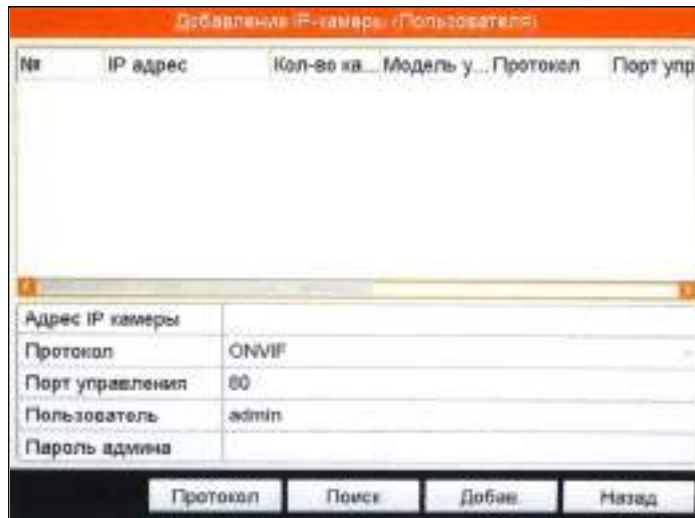 Добавление IP-камеры (Пользователя)
№ IP адрес Кол-во ка... Модель у... Протокол Порт упр
Адрес IP камеры
Протокол ONVIF
Порт управления 80
Пользователь admin
Пароль админа
Протокол Поиск Добав. Назад